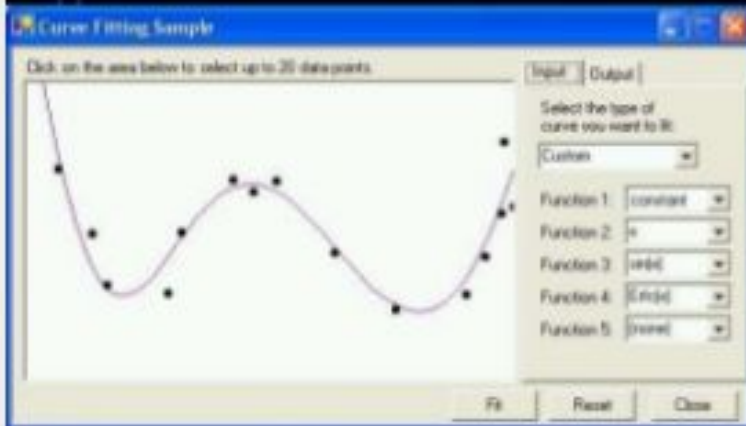 Curve Fitting Sample
Click on the area below to select up to 20 data points.
Input Output
Select the type of
curve you want to fit:
Custom
Function 1: constant
Function 2: x
Function 3: sin(x)
Function 4:
Function 5: (none)
Fit Reset Close